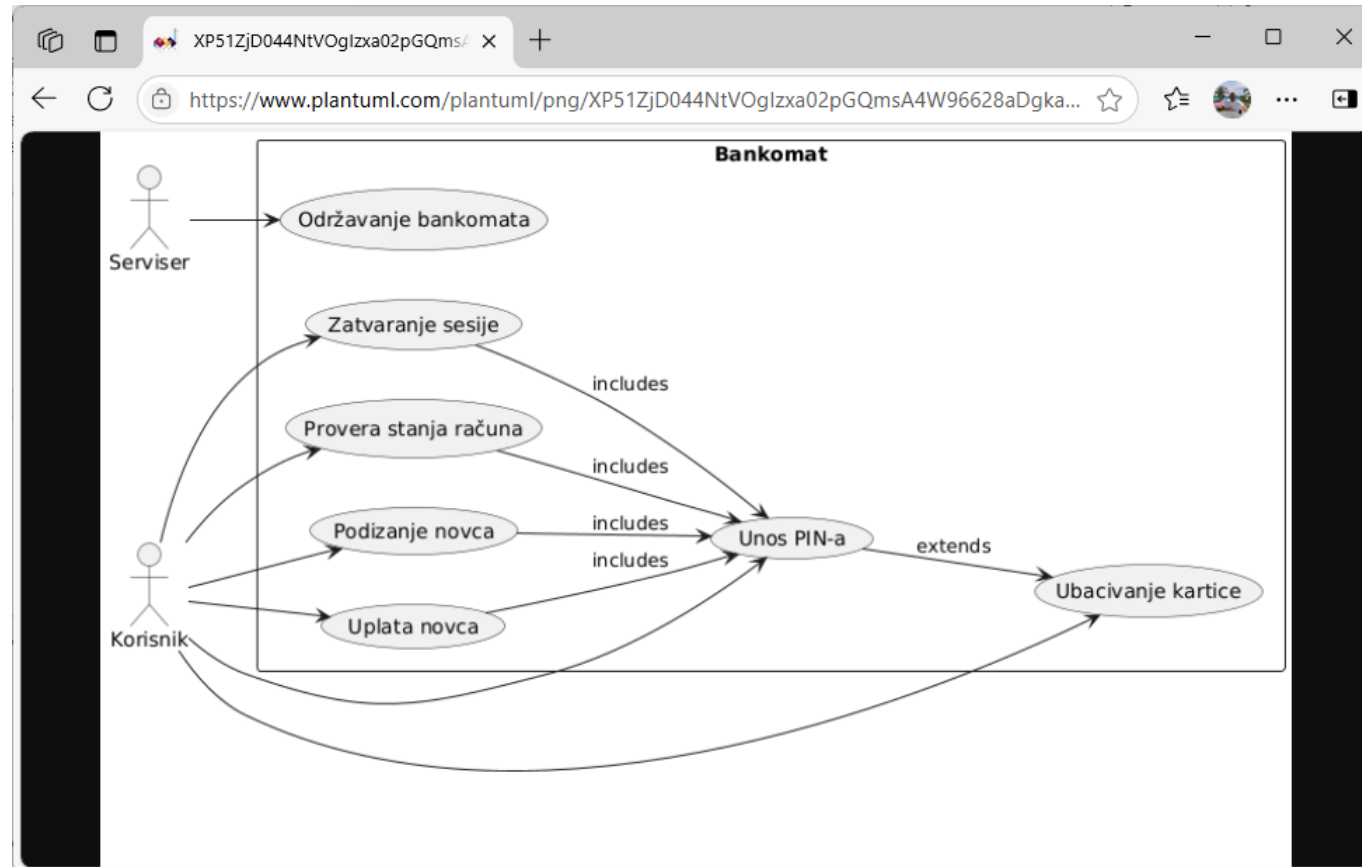 XP51ZjD044NtVOgIzxa02pGQmsA
https://www.plantuml.com/plantuml/png/XP51ZjD044NtVOgIzxa02pGQmsA4W96628aDgka...
Bankomat
Održavanje bankomata
Serviser
Zatvaranje sesije
includes
Provera stanja računa
includes
Podizanje novca
includes
Unos PIN-a
extends
includes
Ubacivanje kartice
Uplata novca
Korisnik